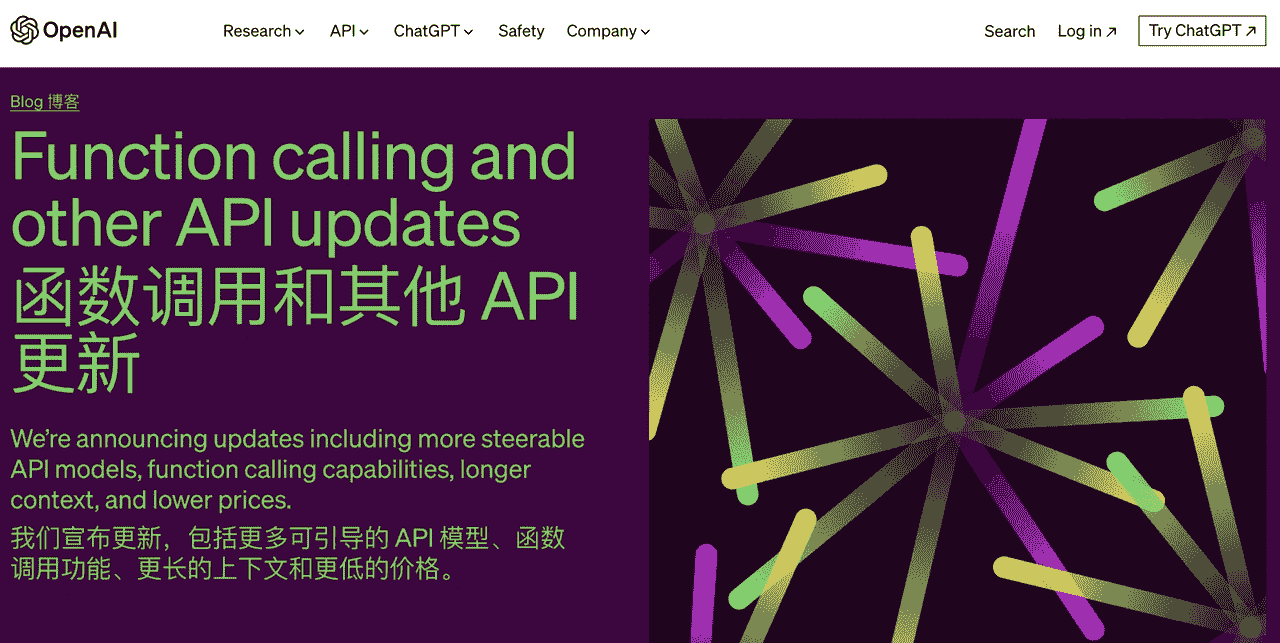 OpenAI
Research API ChatGPT Safety Company
Search Log in ↗ Try ChatGPT ↗
Blog 博客
Function calling and
other API updates
函数调用和其他 API
更新
We’re announcing updates including more steerable
API models, function calling capabilities, longer
context, and lower prices.
我们宣布更新，包括更多可引导的 API 模型、函数
调用功能、更长的上下文和更低的价格。